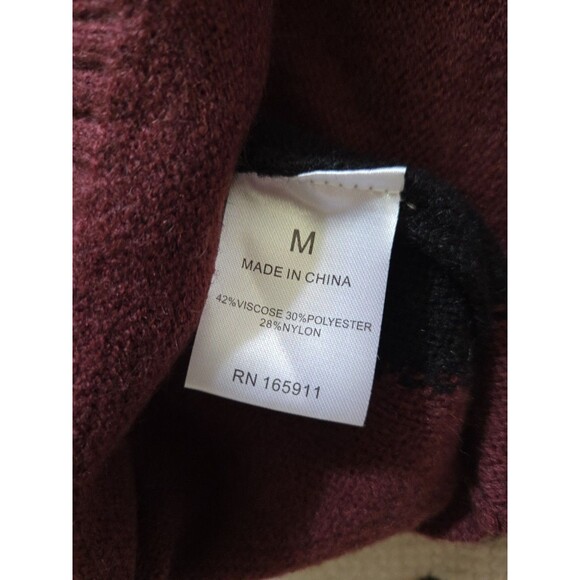 M
MADE IN CHINA
42%VISCOSE 30%POLYESTER
28%NYLON
RN 165911